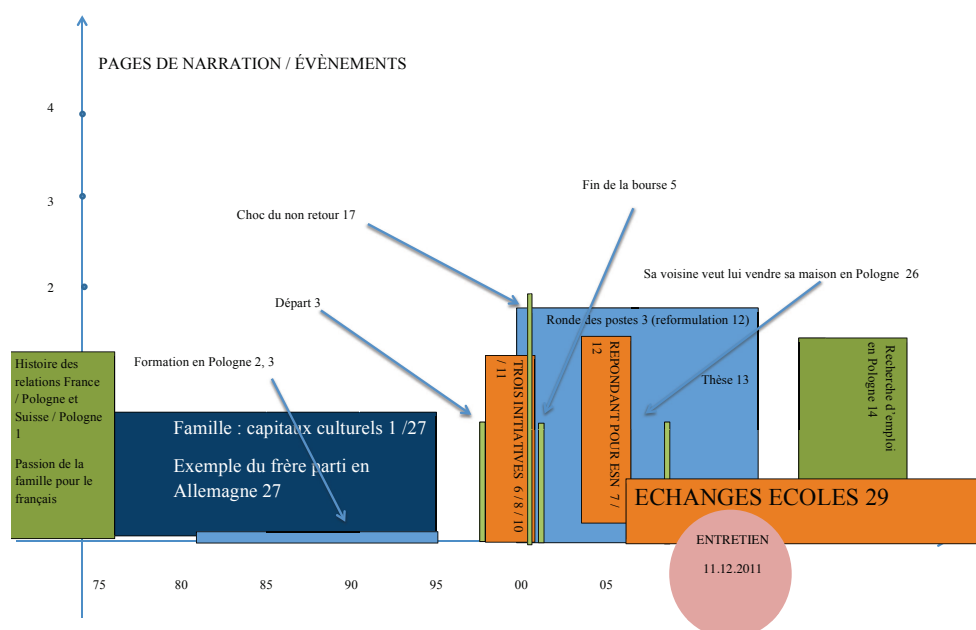 PAGES DE NARRATION / ÉVÈNEMENTS
4
3
2
Fin de la bourse 5
Choc du non retour 17
Sa voisine veut lui vendre sa maison en Pologne 26
Départ 3
Formation en Pologne 2, 3
Ronde des postes 3 (reformulation 12)
Histoire des
relations France
/ Pologne et
Suisse / Pologne
1
Passion de la
famille pour le
français
Famille : capitaux culturels 1 /27
Exemple du frère parti en
Allemagne 27
TROIS INITIATIVES 6 / 8 / 10
/ 11
REPONDANT POUR ESN 7 /
12
Thèse 13
Recherche d'emploi
en Pologne 14
ECHANGES ECOLES 29
ENTRETIEN
11.12.2011
75 80 85 90 95 00 05